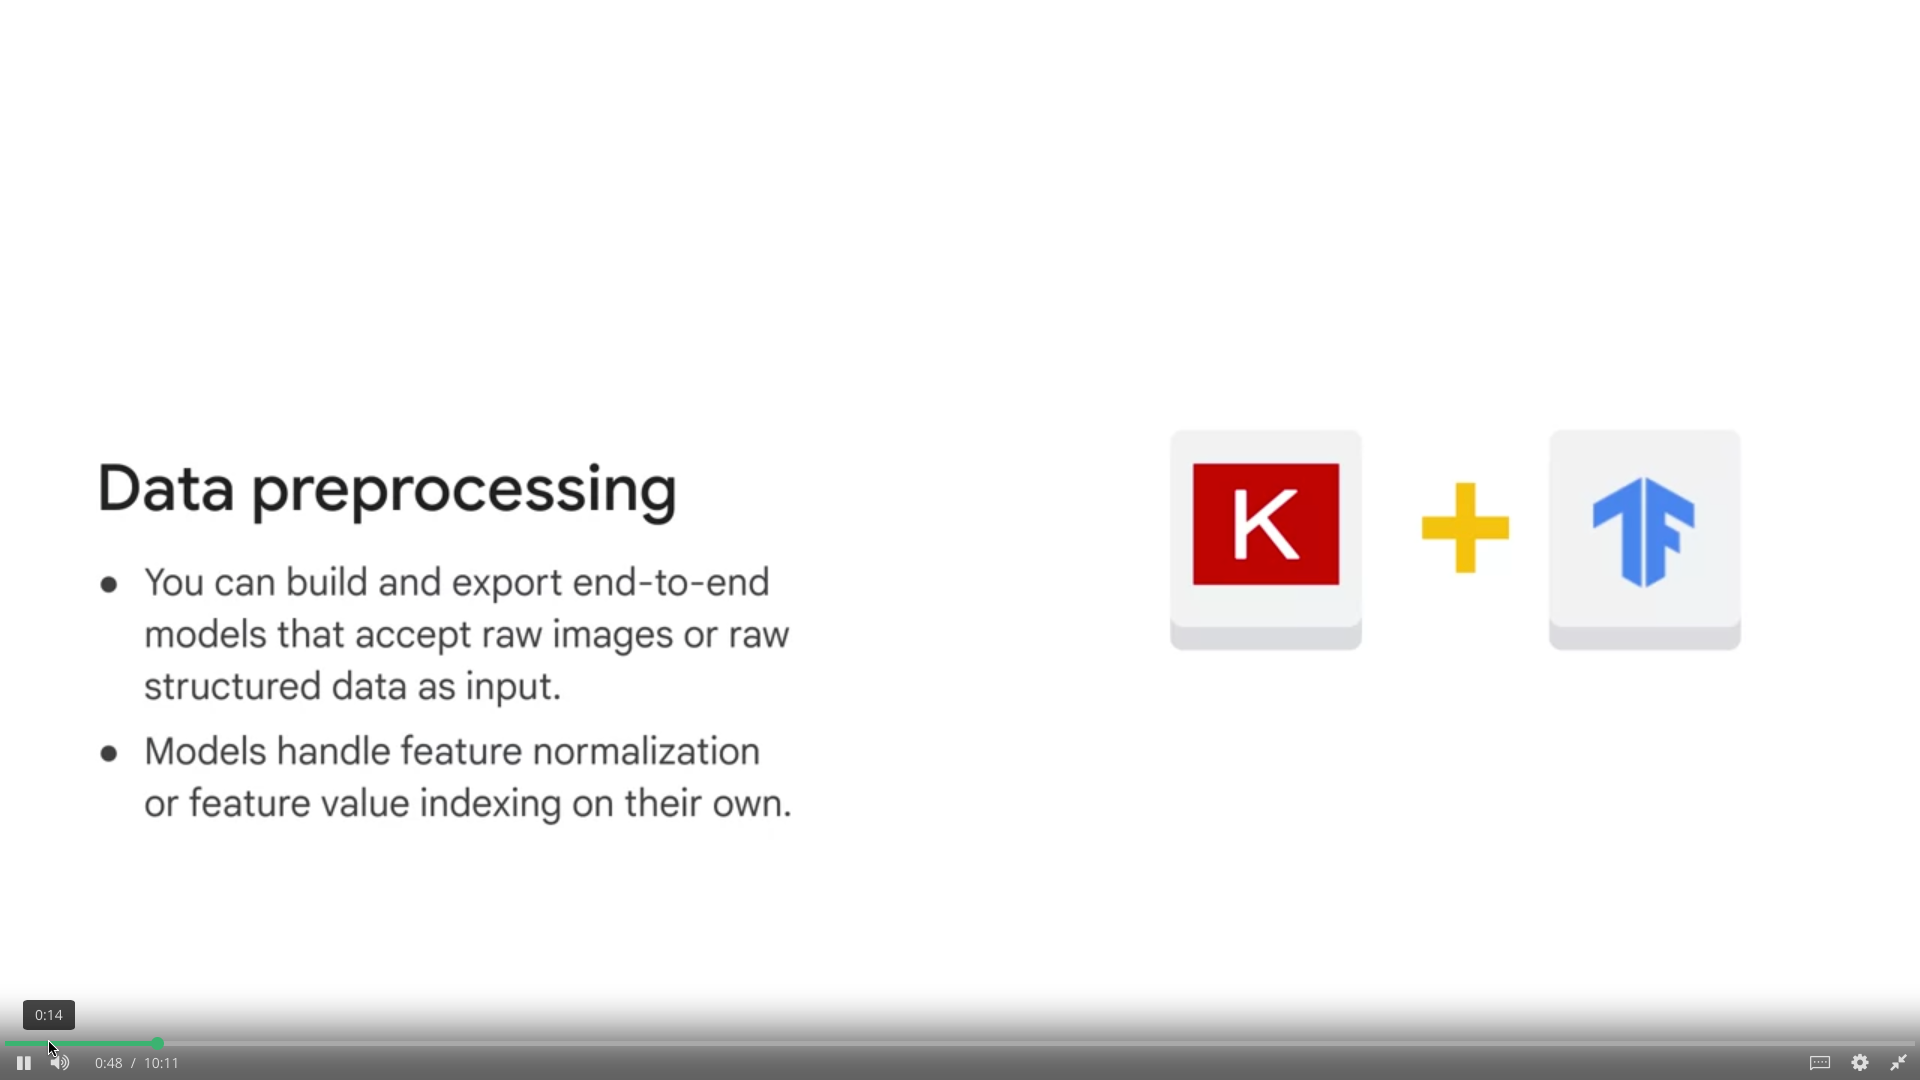 Data preprocessing
● You can build and export end-to-end
models that accept raw images or raw
structured data as input.
● Models handle feature normalization
or feature value indexing on their own.
K
TF
0:14
0:48 / 10:11